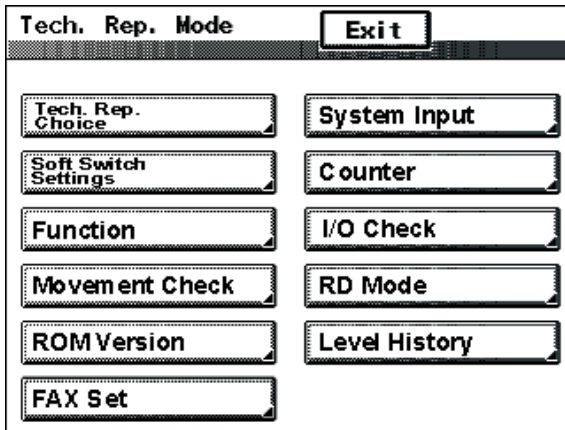 Tech. Rep. Mode
Exit
Tech. Rep.
Choice
System Input
Soft Switch
Settings
Counter
Function
I/O Check
Movement Check
RD Mode
ROM Version
Level History
FAX Set